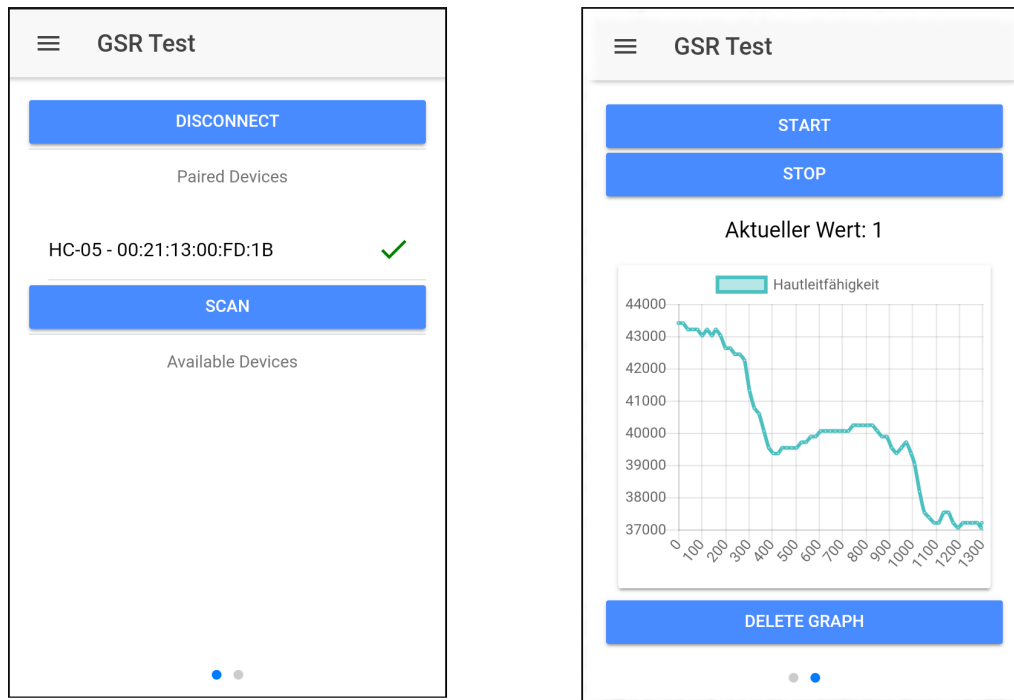 GSR Test
DISCONNECT
Paired Devices
HC-05 - 00:21:13:00:FD:1B
SCAN
Available Devices
GSR Test
START
STOP
Aktueller Wert: 1
Hautleitfähigkeit
44000
43000
42000
41000
40000
39000
38000
37000
0 100 200 300 400 500 600 700 800 900 1000 1100 1200 1300
DELETE GRAPH